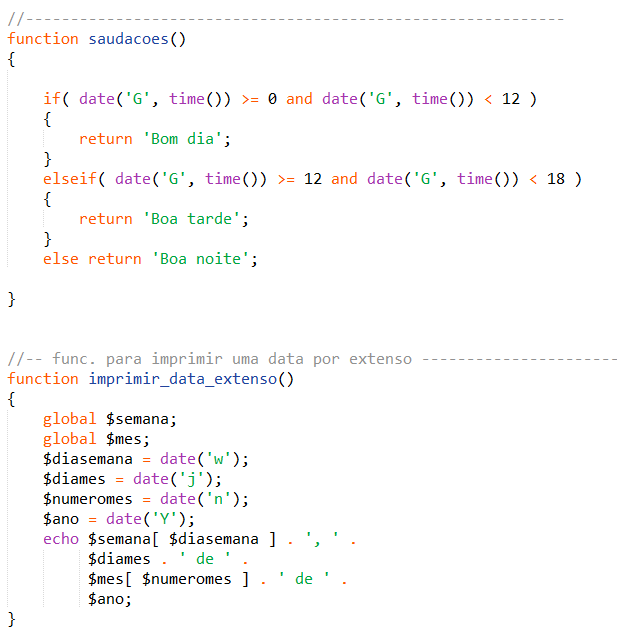 //------------------------------------------------------------
function saudacoes()
{
    if( date('G', time()) >= 0 and date('G', time()) < 12 )
    {
        return 'Bom dia';
    }
    elseif( date('G', time()) >= 12 and date('G', time()) < 18 )
    {
        return 'Boa tarde';
    }
    else return 'Boa noite';
}
//-- func. para imprimir uma data por extenso ----------------------
function imprimir_data_extenso()
{
    global $semana;
    global $mes;
    $diasemana = date('w');
    $diames = date('j');
    $numeromes = date('n');
    $ano = date('Y');
    echo $semana[ $diasemana ] . ', ' .
         $diames . ' de ' .
         $mes[ $numeromes ] . ' de ' .
         $ano;
}